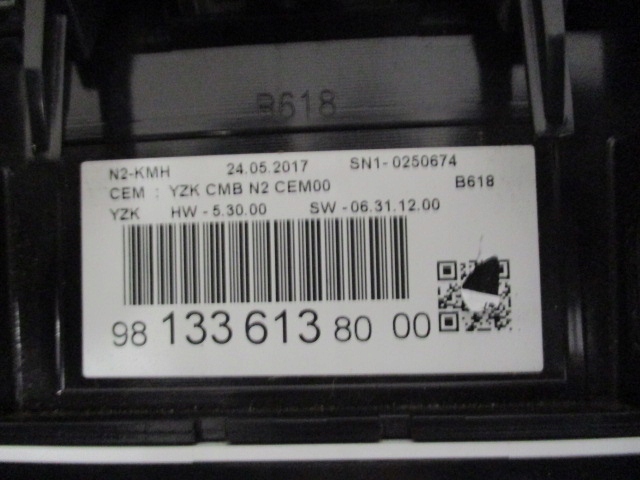 B618
N2-KMH 24.05.2017 SN1-0250674
CEM : YZK CMB N2 CEM00 B618
YZK HW-5.30.00 SW-06.31.12.00
98 133 613 80 00